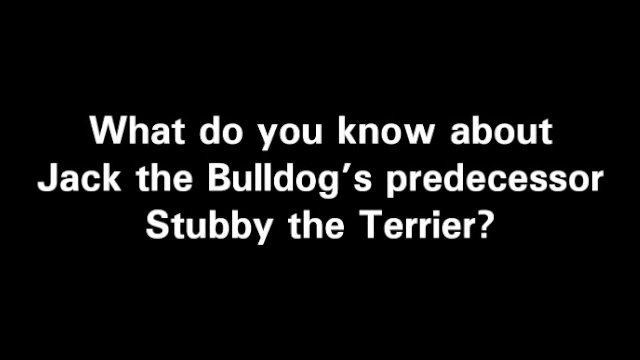 What do you know about
Jack the Bulldog’s predecessor
Stubby the Terrier?